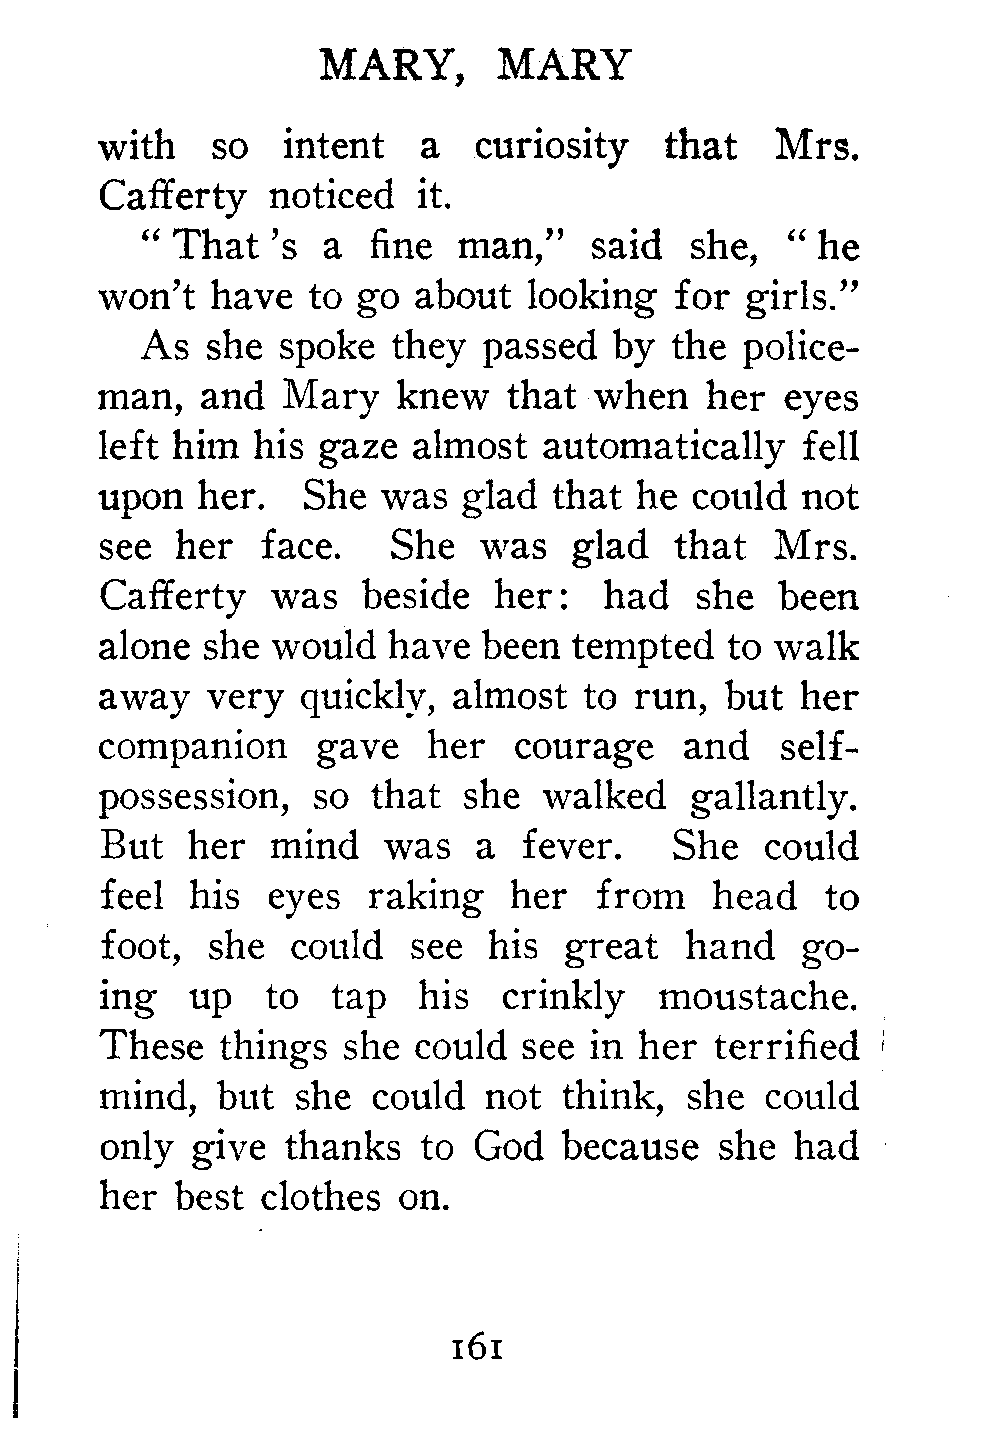 MARY, MARY
with so intent a curiosity that Mrs.
Cafferty noticed it.
“ That 's a fine man,” said she, “ he
won't have to go about looking for girls.”
As she spoke they passed by the police-
man, and Mary knew that when her eyes
left him his gaze almost automatically fell
upon her. She was glad that he could not
see her face. She was glad that Mrs.
Cafferty was beside her: had she been
alone she would have been tempted to walk
away very quickly, almost to run, but her
companion gave her courage and self-
possession, so that she walked gallantly.
But her mind was a fever. She could
feel his eyes raking her from head to
foot, she could see his great hand go-
ing up to tap his crinkly moustache.
These things she could see in her terrified
mind, but she could not think, she could
only give thanks to God because she had
her best clothes on.
161